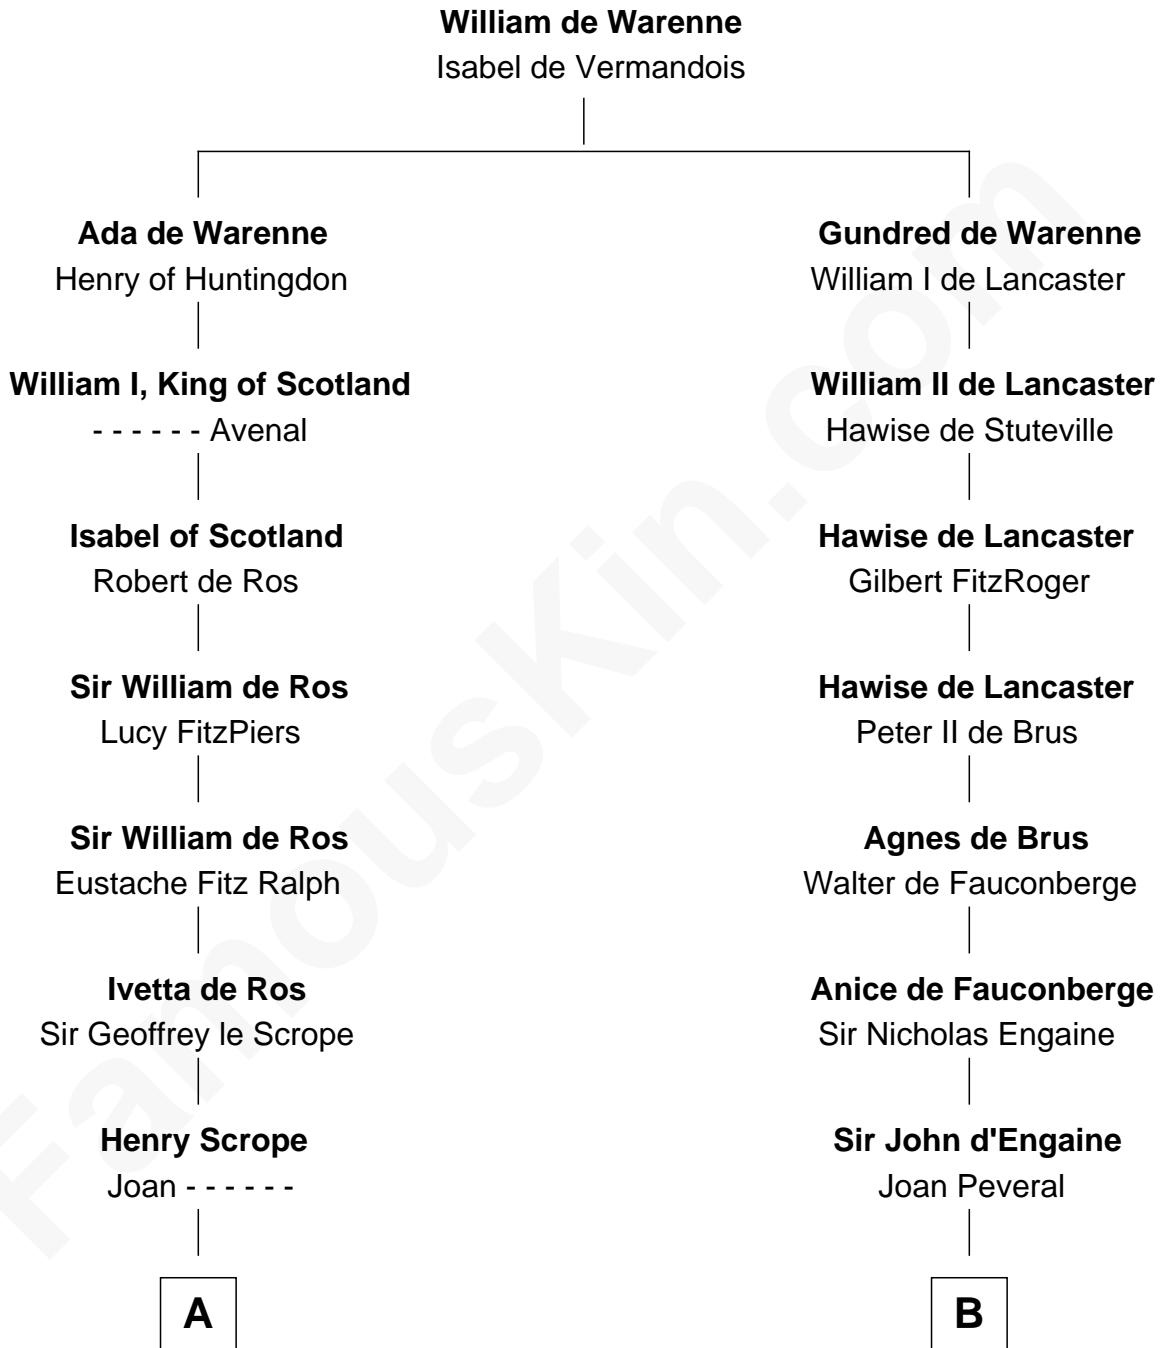 William de Warenne
Isabel de Vermandois
Ada de Warenne
Henry of Huntingdon
William I, King of Scotland
- - - - - - Avenal
Isabel of Scotland
Robert de Ros
Sir William de Ros
Lucy FitzPiers
Sir William de Ros
Eustache Fitz Ralph
Ivetta de Ros
Sir Geoffrey le Scrope
Henry Scrope
Joan - - - - - -
A
Gundred de Warenne
William I de Lancaster
William II de Lancaster
Hawise de Stuteville
Hawise de Lancaster
Gilbert FitzRoger
Hawise de Lancaster
Peter II de Brus
Agnes de Brus
Walter de Fauconberge
Anice de Fauconberge
Sir Nicholas Engaine
Sir John d'Engaine
Joan Peveral
B
FamousKin.com